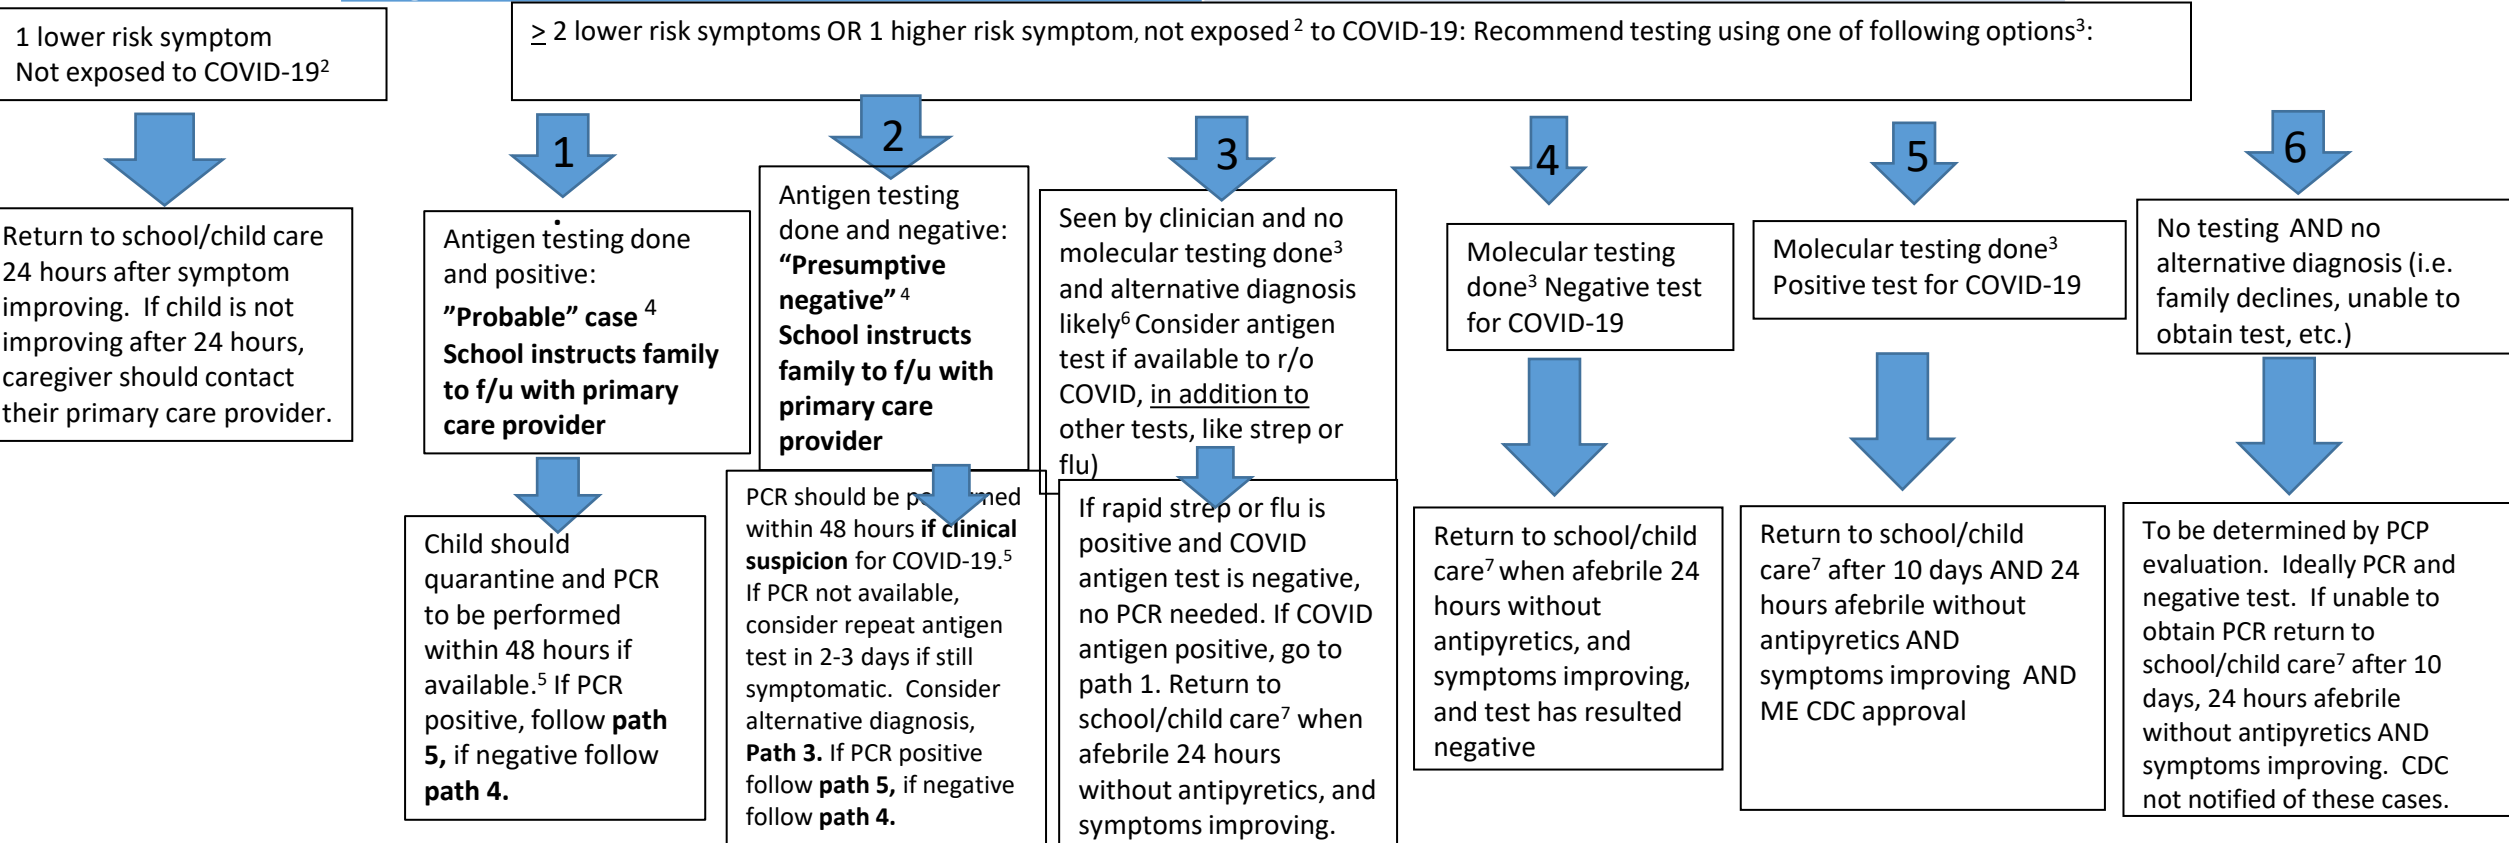 1 lower risk symptom
Not exposed to COVID-19²
≥ 2 lower risk symptoms OR 1 higher risk symptom, not exposed ² to COVID-19: Recommend testing using one of following options³:
Return to school/child care
24 hours after symptom
improving. If child is not
improving after 24 hours,
caregiver should contact
their primary care provider.
1
Antigen testing done
and positive:
”Probable” case ⁴
School instructs family
to f/u with primary
care provider
Child should
quarantine and PCR
to be performed
within 48 hours if
available.⁵ If PCR
positive, follow path
5, if negative follow
path 4.
2
Antigen testing
done and negative:
“Presumptive
negative” ⁴
School instructs
family to f/u with
primary care
provider
PCR should be performed
within 48 hours if clinical
suspicion for COVID-19.⁵
If PCR not available,
consider repeat antigen
test in 2-3 days if still
symptomatic. Consider
alternative diagnosis,
Path 3. If PCR positive
follow path 5, if negative
follow path 4.
3
Seen by clinician and no
molecular testing done³
and alternative diagnosis
likely⁶ Consider antigen
test if available to r/o
COVID, in addition to
other tests, like strep or
flu)
If rapid strep or flu is
positive and COVID
antigen test is negative,
no PCR needed. If COVID
antigen positive, go to
path 1. Return to
school/child care⁷ when
afebrile 24 hours
without antipyretics, and
symptoms improving.
4
Molecular testing
done³ Negative test
for COVID-19
Return to school/child
care⁷ when afebrile 24
hours without
antipyretics, and
symptoms improving,
and test has resulted
negative
5
Molecular testing done³
Positive test for COVID-19
Return to school/child
care⁷ after 10 days AND 24
hours afebrile without
antipyretics AND
symptoms improving AND
ME CDC approval
6
No testing AND no
alternative diagnosis (i.e.
family declines, unable to
obtain test, etc.)
To be determined by PCP
evaluation. Ideally PCR and
negative test. If unable to
obtain PCR return to
school/child care⁷ after 10
days, 24 hours afebrile
without antipyretics AND
symptoms improving. CDC
not notified of these cases.